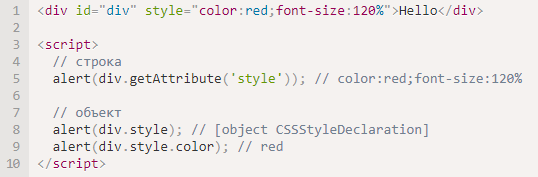 1 <div id="div" style="color:red;font-size:120%">Hello</div>
2
3 <script>
4   // строка
5   alert(div.getAttribute('style')); // color:red;font-size:120%
6
7   // объект
8   alert(div.style); // [object CSSStyleDeclaration]
9   alert(div.style.color); // red
10 </script>